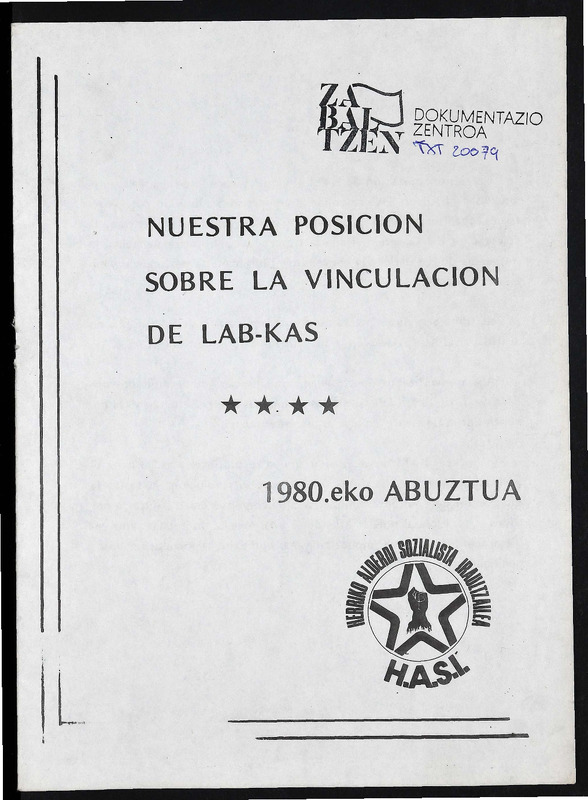 ZA
BAL
TZEN
DOKUMENTAZIO
ZENTROA
TXT 20079
NUESTRA POSICION
SOBRE LA VINCULACION
DE LAB-KAS
★ ★ ★ ★
1980.eko ABUZTUA
HERRIKO ALDERDI SOZIALISTA IRAULTZAILEA
H.A.S.I.